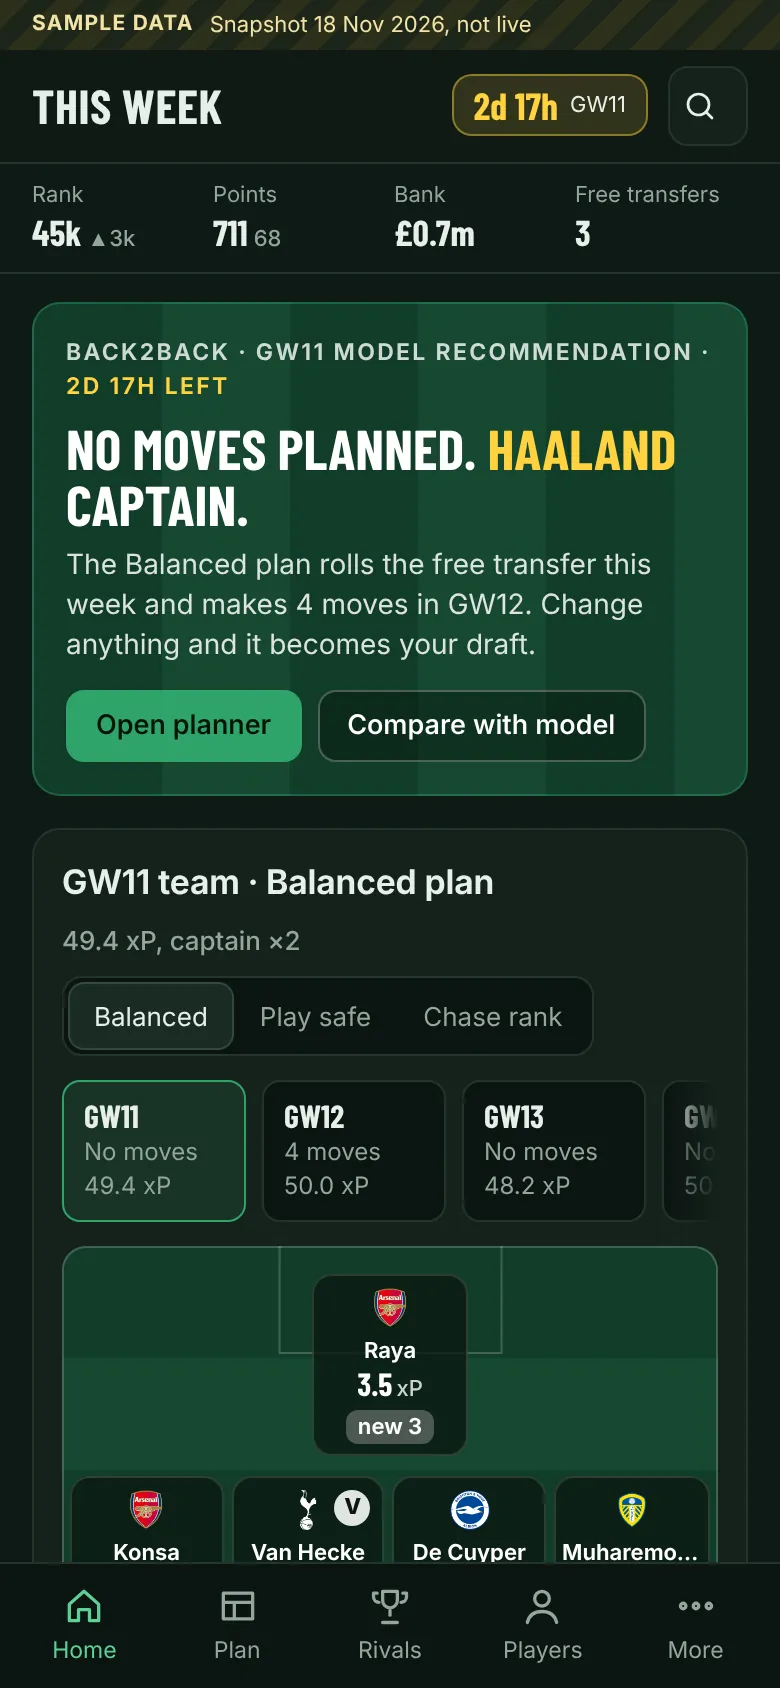 SAMPLE DATA Snapshot 18 Nov 2026, not live
THIS WEEK
2d 17h GW11
Rank
45k ▲3k
Points
711 68
Bank
£0.7m
Free transfers
3
BACK2BACK · GW11 MODEL RECOMMENDATION ·
2D 17H LEFT
NO MOVES PLANNED. HAALAND
CAPTAIN.
The Balanced plan rolls the free transfer this
week and makes 4 moves in GW12. Change
anything and it becomes your draft.
Open planner
Compare with model
GW11 team · Balanced plan
49.4 xP, captain ×2
Balanced
Play safe
Chase rank
GW11
No moves
49.4 xP
GW12
4 moves
50.0 xP
GW13
No moves
48.2 xP
GW
No
50
Arsenal
Raya
3.5 xP
new 3
Arsenal
Konsa
V
Van Hecke
De Cuyper
Muharemo...
Home
Plan
Rivals
Players
More